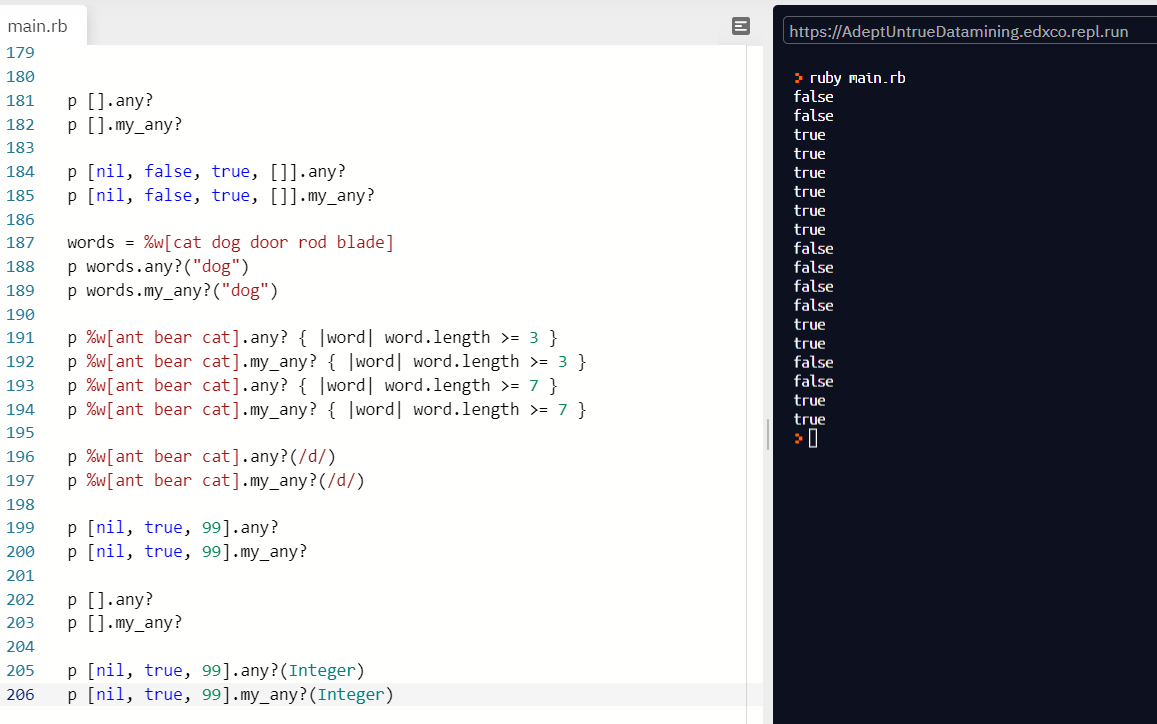 main.rb
179
180
181 p [].any?
182 p [].my_any?
183
184 p [nil, false, true, []].any?
185 p [nil, false, true, []].my_any?
186
187 words = %w[cat dog door rod blade]
188 p words.any?("dog")
189 p words.my_any?("dog")
190
191 p %w[ant bear cat].any? { |word| word.length >= 3 }
192 p %w[ant bear cat].my_any? { |word| word.length >= 3 }
193 p %w[ant bear cat].any? { |word| word.length >= 7 }
194 p %w[ant bear cat].my_any? { |word| word.length >= 7 }
195
196 p %w[ant bear cat].any?(/d/)
197 p %w[ant bear cat].my_any?(/d/)
198
199 p [nil, true, 99].any?
200 p [nil, true, 99].my_any?
201
202 p [].any?
203 p [].my_any?
204
205 p [nil, true, 99].any?(Integer)
206 p [nil, true, 99].my_any?(Integer)
https://AdeptUntrueDatamining.edxco.repl.run
> ruby main.rb
false
false
true
true
true
true
true
true
false
false
false
false
true
true
false
false
true
true
>